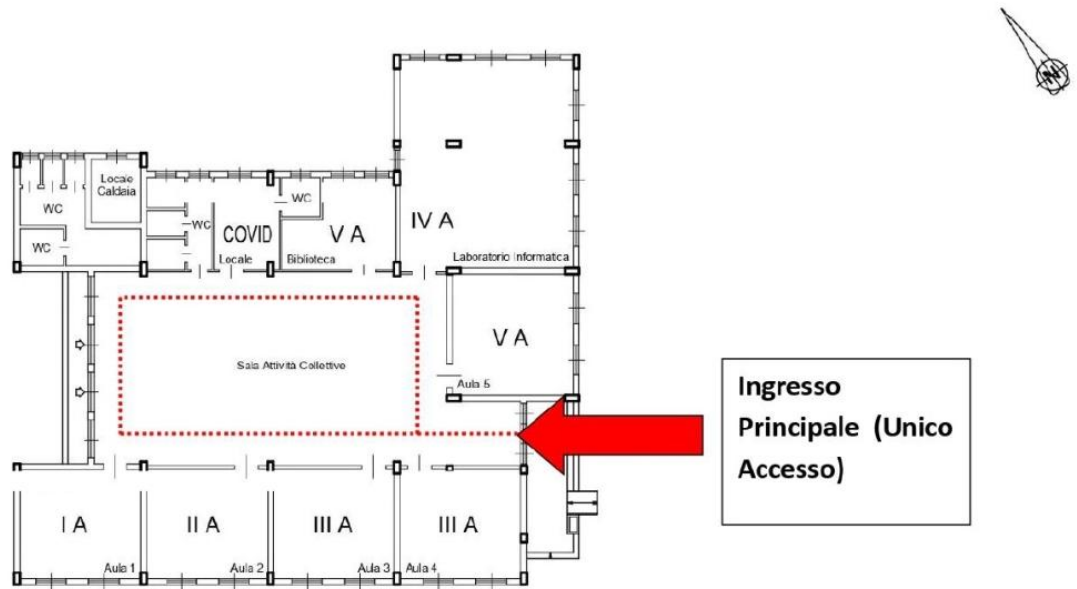 N
Locale
Caldaia
WC
WC
WC
COVID
Locale
WC
V A
Biblioteca
IV A
Laboratorio Informatica
V A
Aula 5
Sala Attività Collettive
Ingresso
Principale (Unico
Accesso)
I A
Aula 1
II A
Aula 2
III A
Aula 3
III A
Aula 4